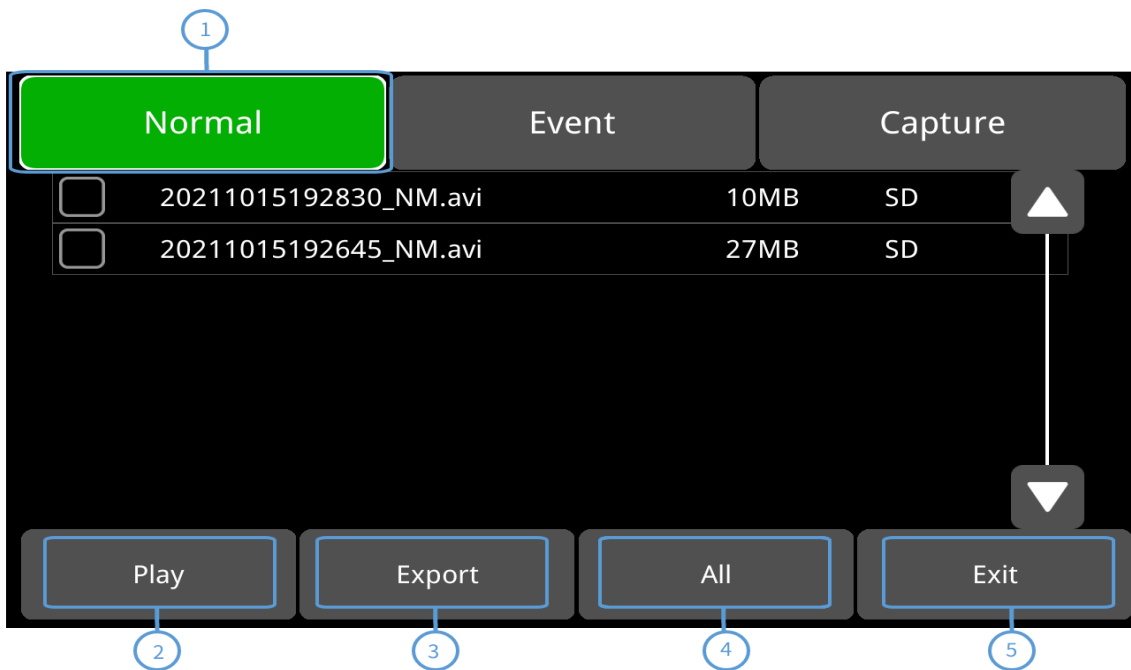 1
Normal Event Capture
20211015192830_NM.avi 10MB SD
20211015192645_NM.avi 27MB SD
Play Export All Exit
2 3 4 5